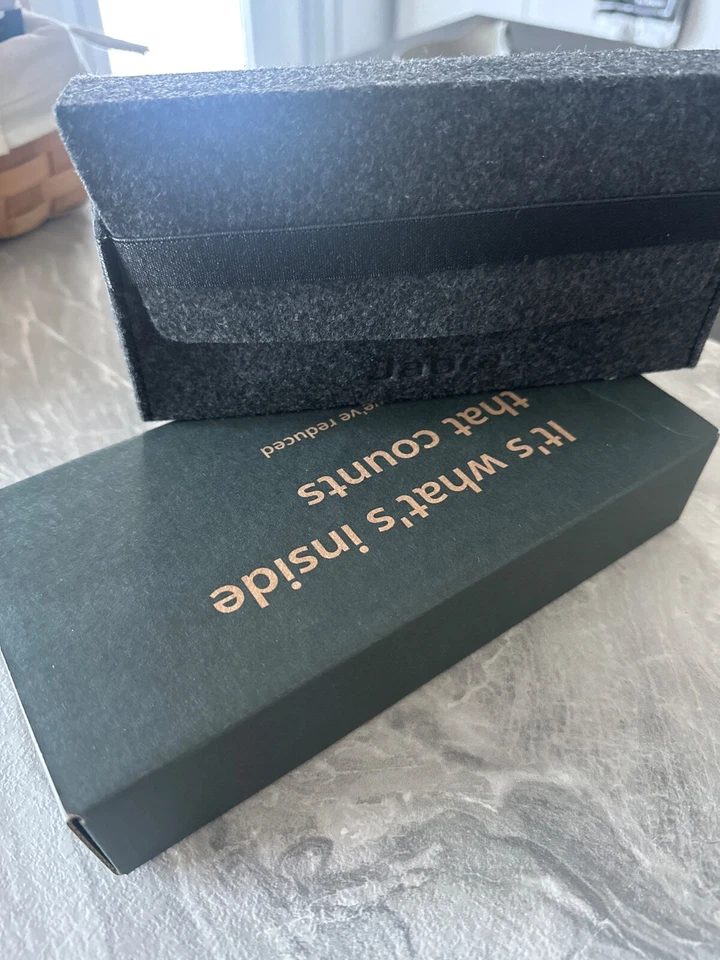 It's what's inside
that counts
we've reduced